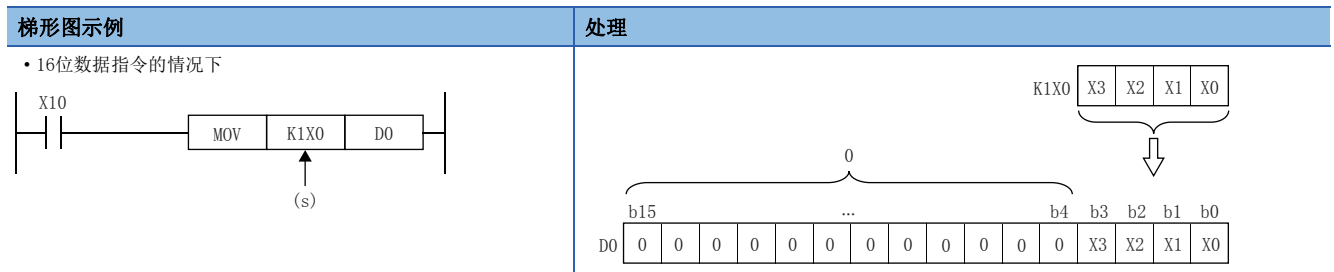 梯形图示例
处理
•16位数据指令的情况下
X10
MOV K1X0 D0
(s)
K1X0 X3 X2 X1 X0
0
b15 ... b4 b3 b2 b1 b0
D0 0 0 0 0 0 0 0 0 0 0 0 0 X3 X2 X1 X0